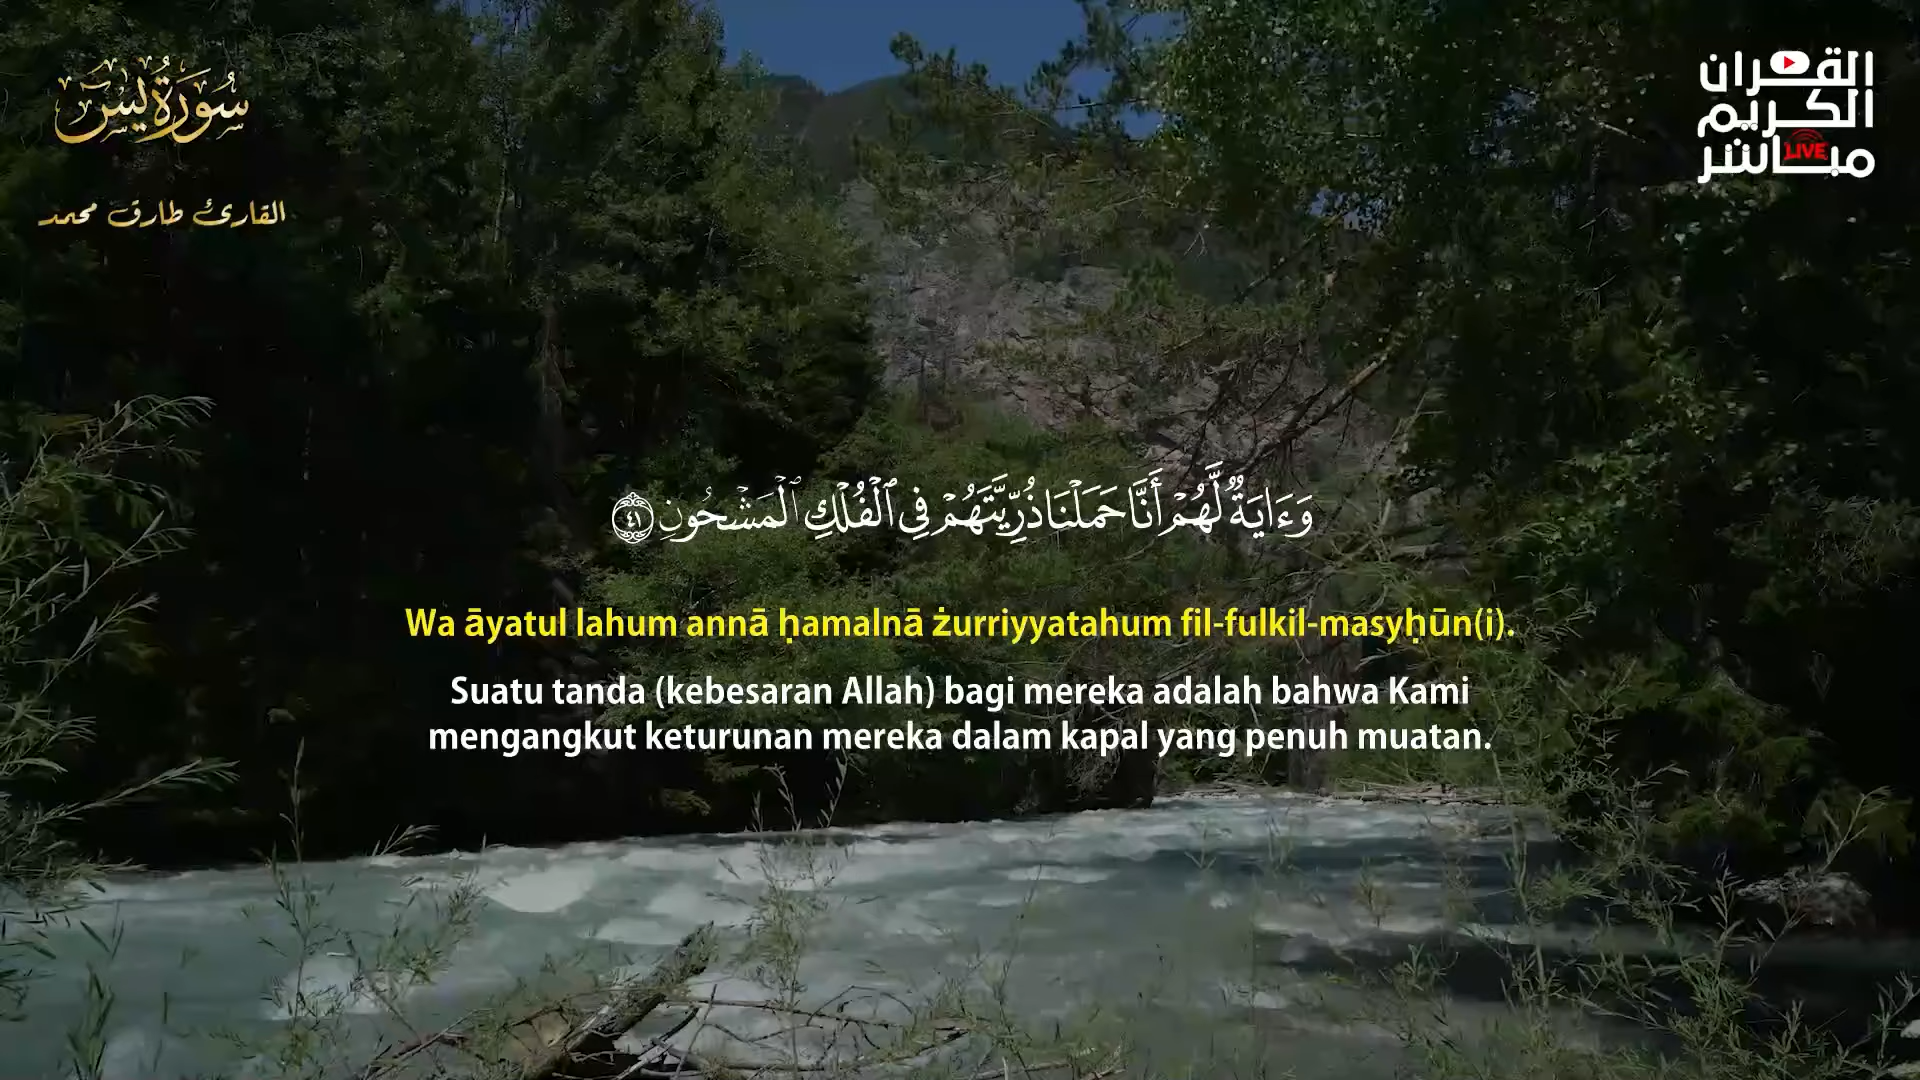 سُورَةُ يسٓ
القارئ طارق محمد
القرآن
الكريم
مباشر
LIVE
وَءَايَةٌ لَّهُمْ أَنَّا حَمَلْنَا ذُرِّيَّتَهُمْ فِى ٱلْفُلْكِ ٱلْمَشْحُونِ ٤١
Wa āyatul lahum annā ḥamalnā żurriyyatahum fil-fulkil-masyḥūn(i).
Suatu tanda (kebesaran Allah) bagi mereka adalah bahwa Kami
mengangkut keturunan mereka dalam kapal yang penuh muatan.